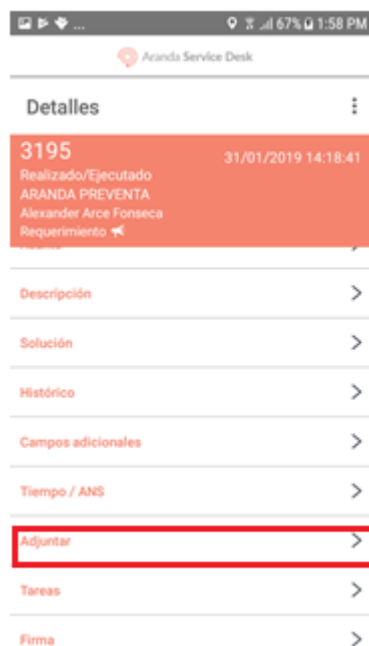 ... 67% 1:58 PM
Aranda Service Desk
Detalles
3195
31/01/2019 14:18:41
Realizado/Ejecutado
ARANDA PREVENTA
Alexander Arce Fonseca
Requerimiento
Descripción
Solución
Histórico
Campos adicionales
Tiempo / ANS
Adjuntar
Tareas
Firma